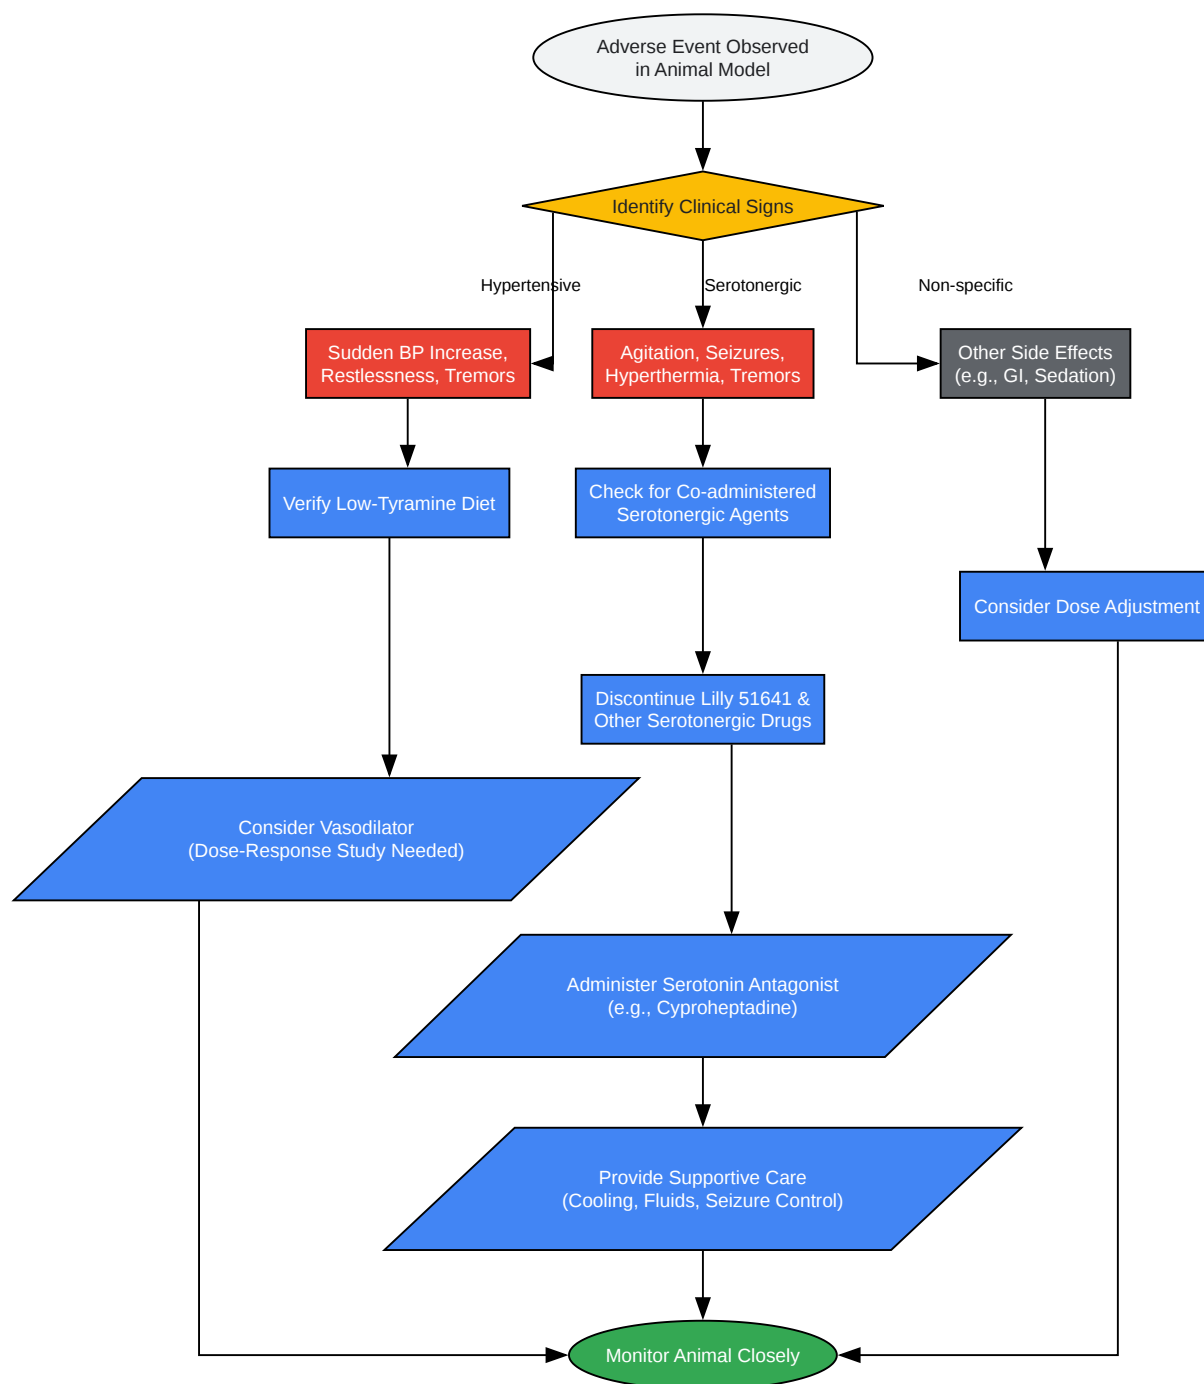 Adverse Event Observed
in Animal Model
Identify Clinical Signs
Hypertensive
Serotonergic
Non-specific
Sudden BP Increase,
Restlessness, Tremors
Agitation, Seizures,
Hyperthermia, Tremors
Other Side Effects
(e.g., GI, Sedation)
Verify Low-Tyramine Diet
Check for Co-administered
Serotonergic Agents
Consider Dose Adjustment
Discontinue Lilly 51641 &
Other Serotonergic Drugs
Consider Vasodilator
(Dose-Response Study Needed)
Administer Serotonin Antagonist
(e.g., Cyproheptadine)
Provide Supportive Care
(Cooling, Fluids, Seizure Control)
Monitor Animal Closely